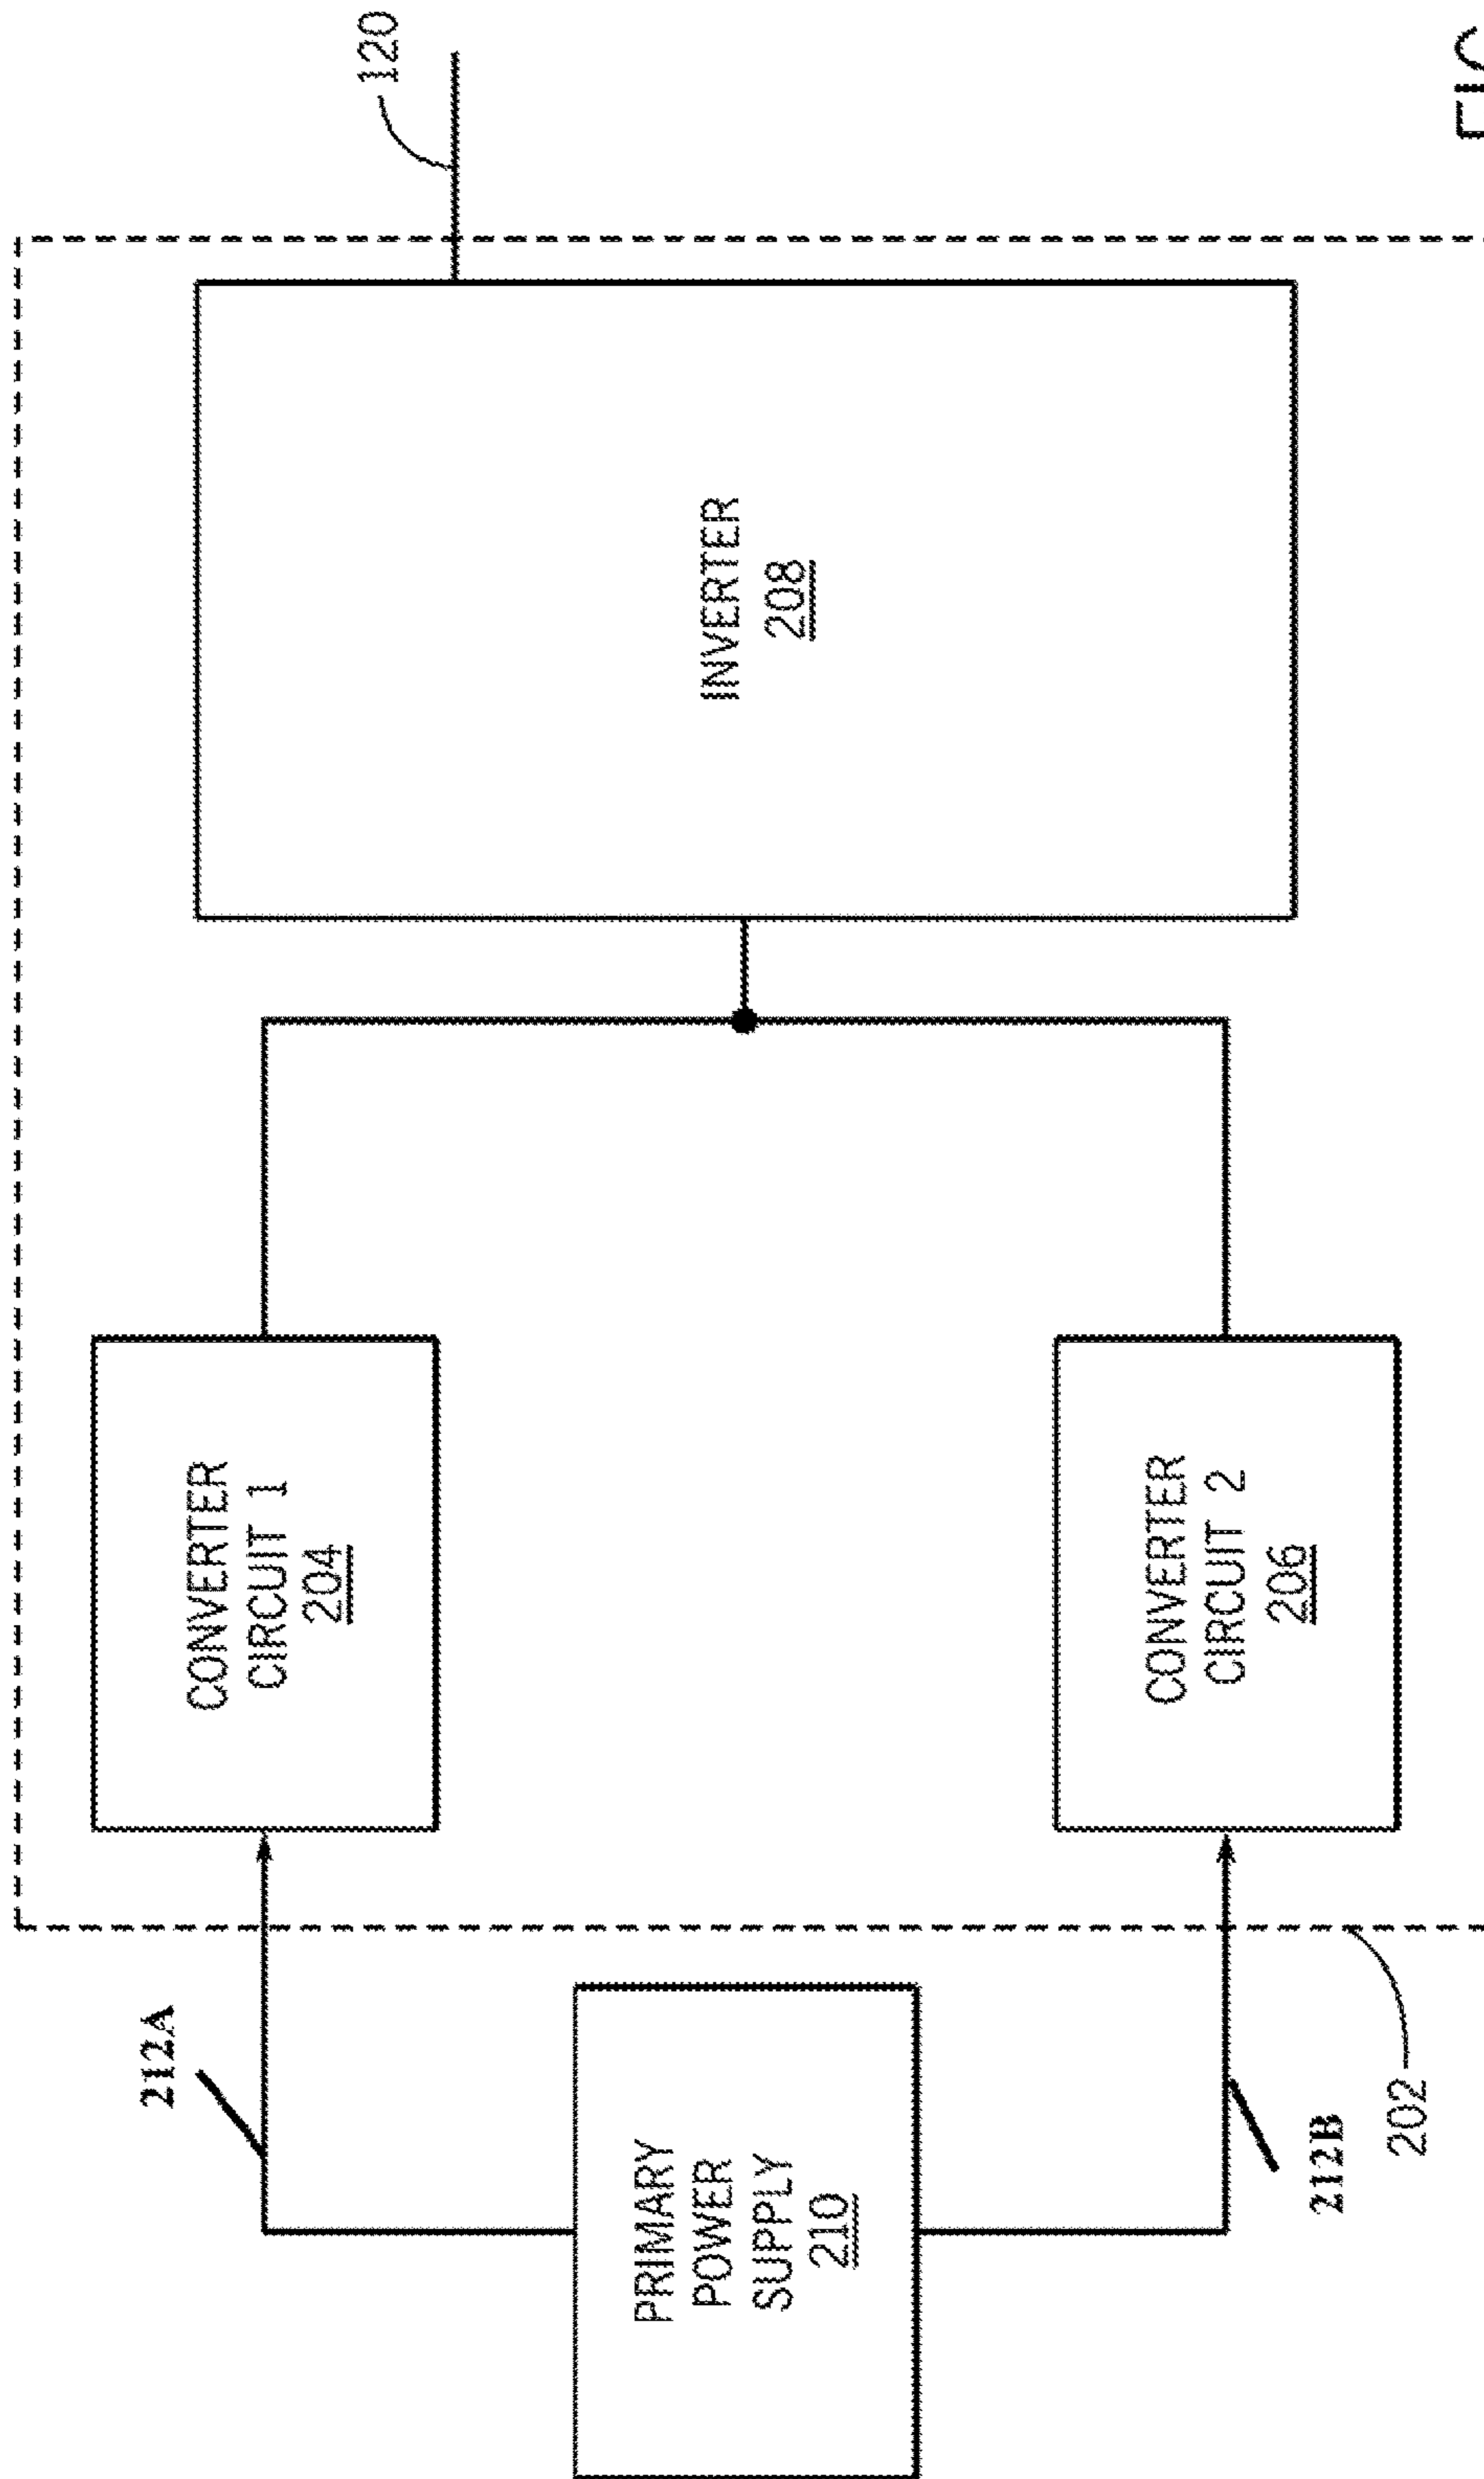 212A
CONVERTER
CIRCUIT 1
204
120
PRIMARY
POWER
SUPPLY
210
INVERTER
208
CONVERTER
CIRCUIT 2
206
212B
202